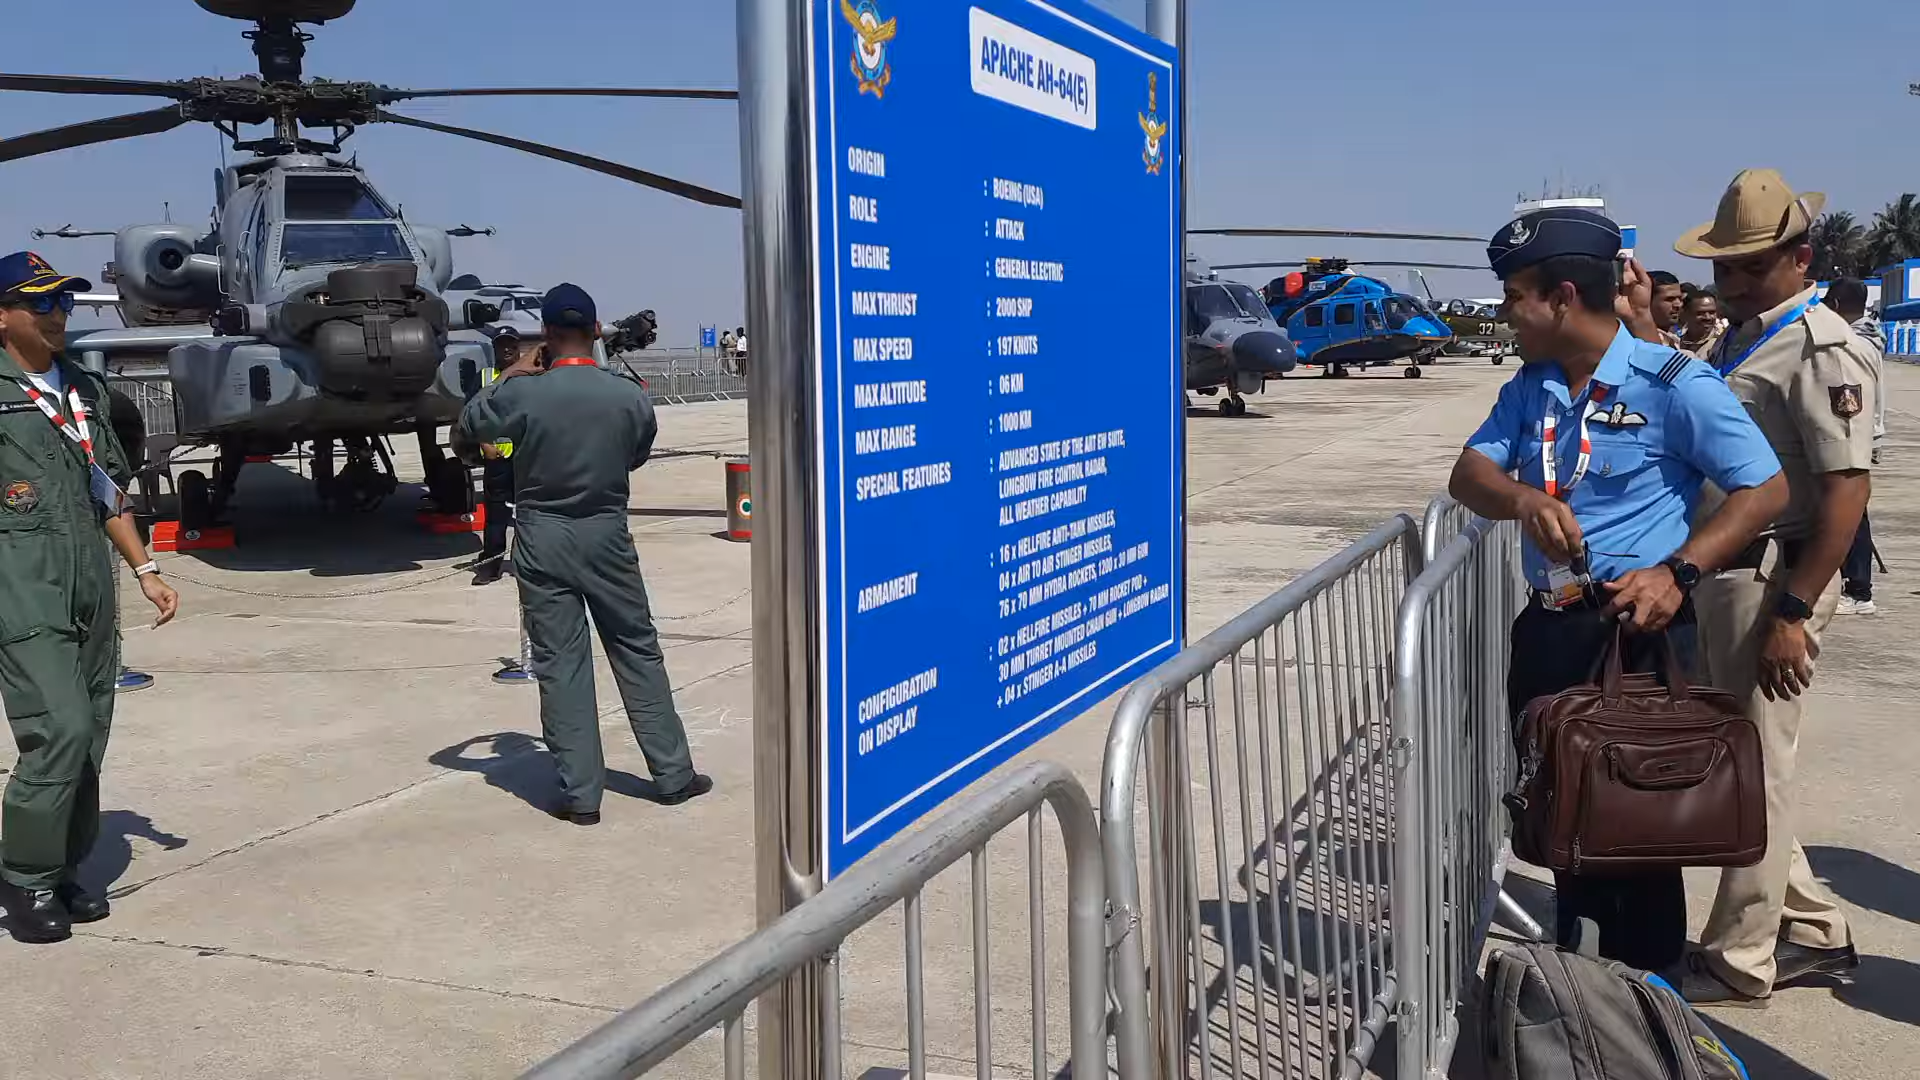 APACHE AH-64(E)
ORIGIN : BOEING (USA)
ROLE : ATTACK
ENGINE : GENERAL ELECTRIC
MAX THRUST : 2000 SHP
MAX SPEED : 197 KNOTS
MAX ALTITUDE : 06 KM
MAX RANGE : 1000 KM
SPECIAL FEATURES : ADVANCED STATE OF THE ART EW SUITE,
LONGBOW FIRE CONTROL RADAR,
ALL WEATHER CAPABILITY
ARMAMENT : 16 x HELLFIRE ANTI-TANK MISSILES,
04 x AIR TO AIR STINGER MISSILES,
76 x 70 MM HYDRA ROCKETS, 1200 x 30 MM GUN
CONFIGURATION
ON DISPLAY : 02 x HELLFIRE MISSILES + 70 MM ROCKET POD +
30 MM TURRET MOUNTED CHAIN GUN + LONGBOW RADAR
+ 04 x STINGER A-A MISSILES
32